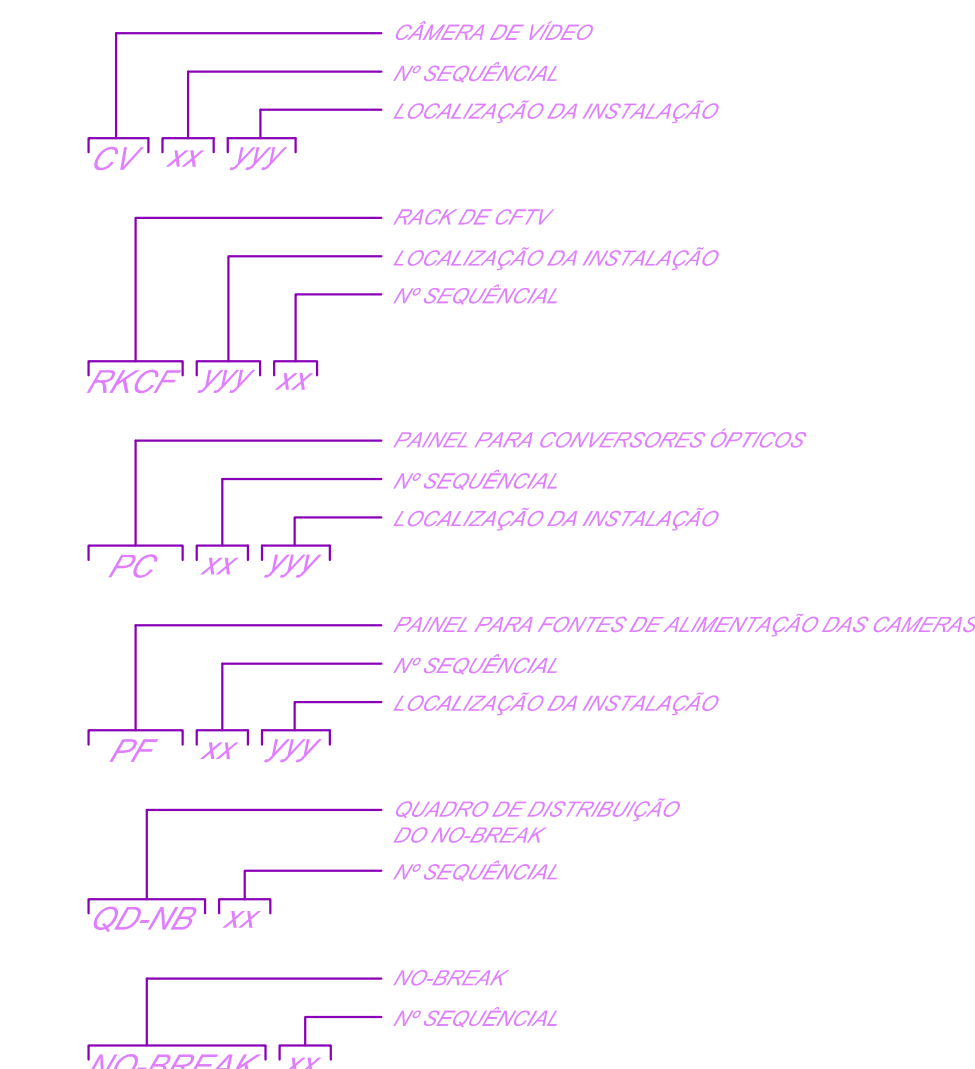 CÂMERA DE VÍDEO
Nº SEQUÊNCIAL
LOCALIZAÇÃO DA INSTALAÇÃO
CV xx yyy
RACK DE CFTV
LOCALIZAÇÃO DA INSTALAÇÃO
Nº SEQUÊNCIAL
RKCF yyy xx
PAINEL PARA CONVERSORES ÓPTICOS
Nº SEQUÊNCIAL
LOCALIZAÇÃO DA INSTALAÇÃO
PC xx yyy
PAINEL PARA FONTES DE ALIMENTAÇÃO DAS CAMERAS
Nº SEQUÊNCIAL
LOCALIZAÇÃO DA INSTALAÇÃO
PF xx yyy
QUADRO DE DISTRIBUIÇÃO
DO NO-BREAK
Nº SEQUÊNCIAL
QD-NB xx
NO-BREAK
Nº SEQUÊNCIAL
NO-BREAK xx